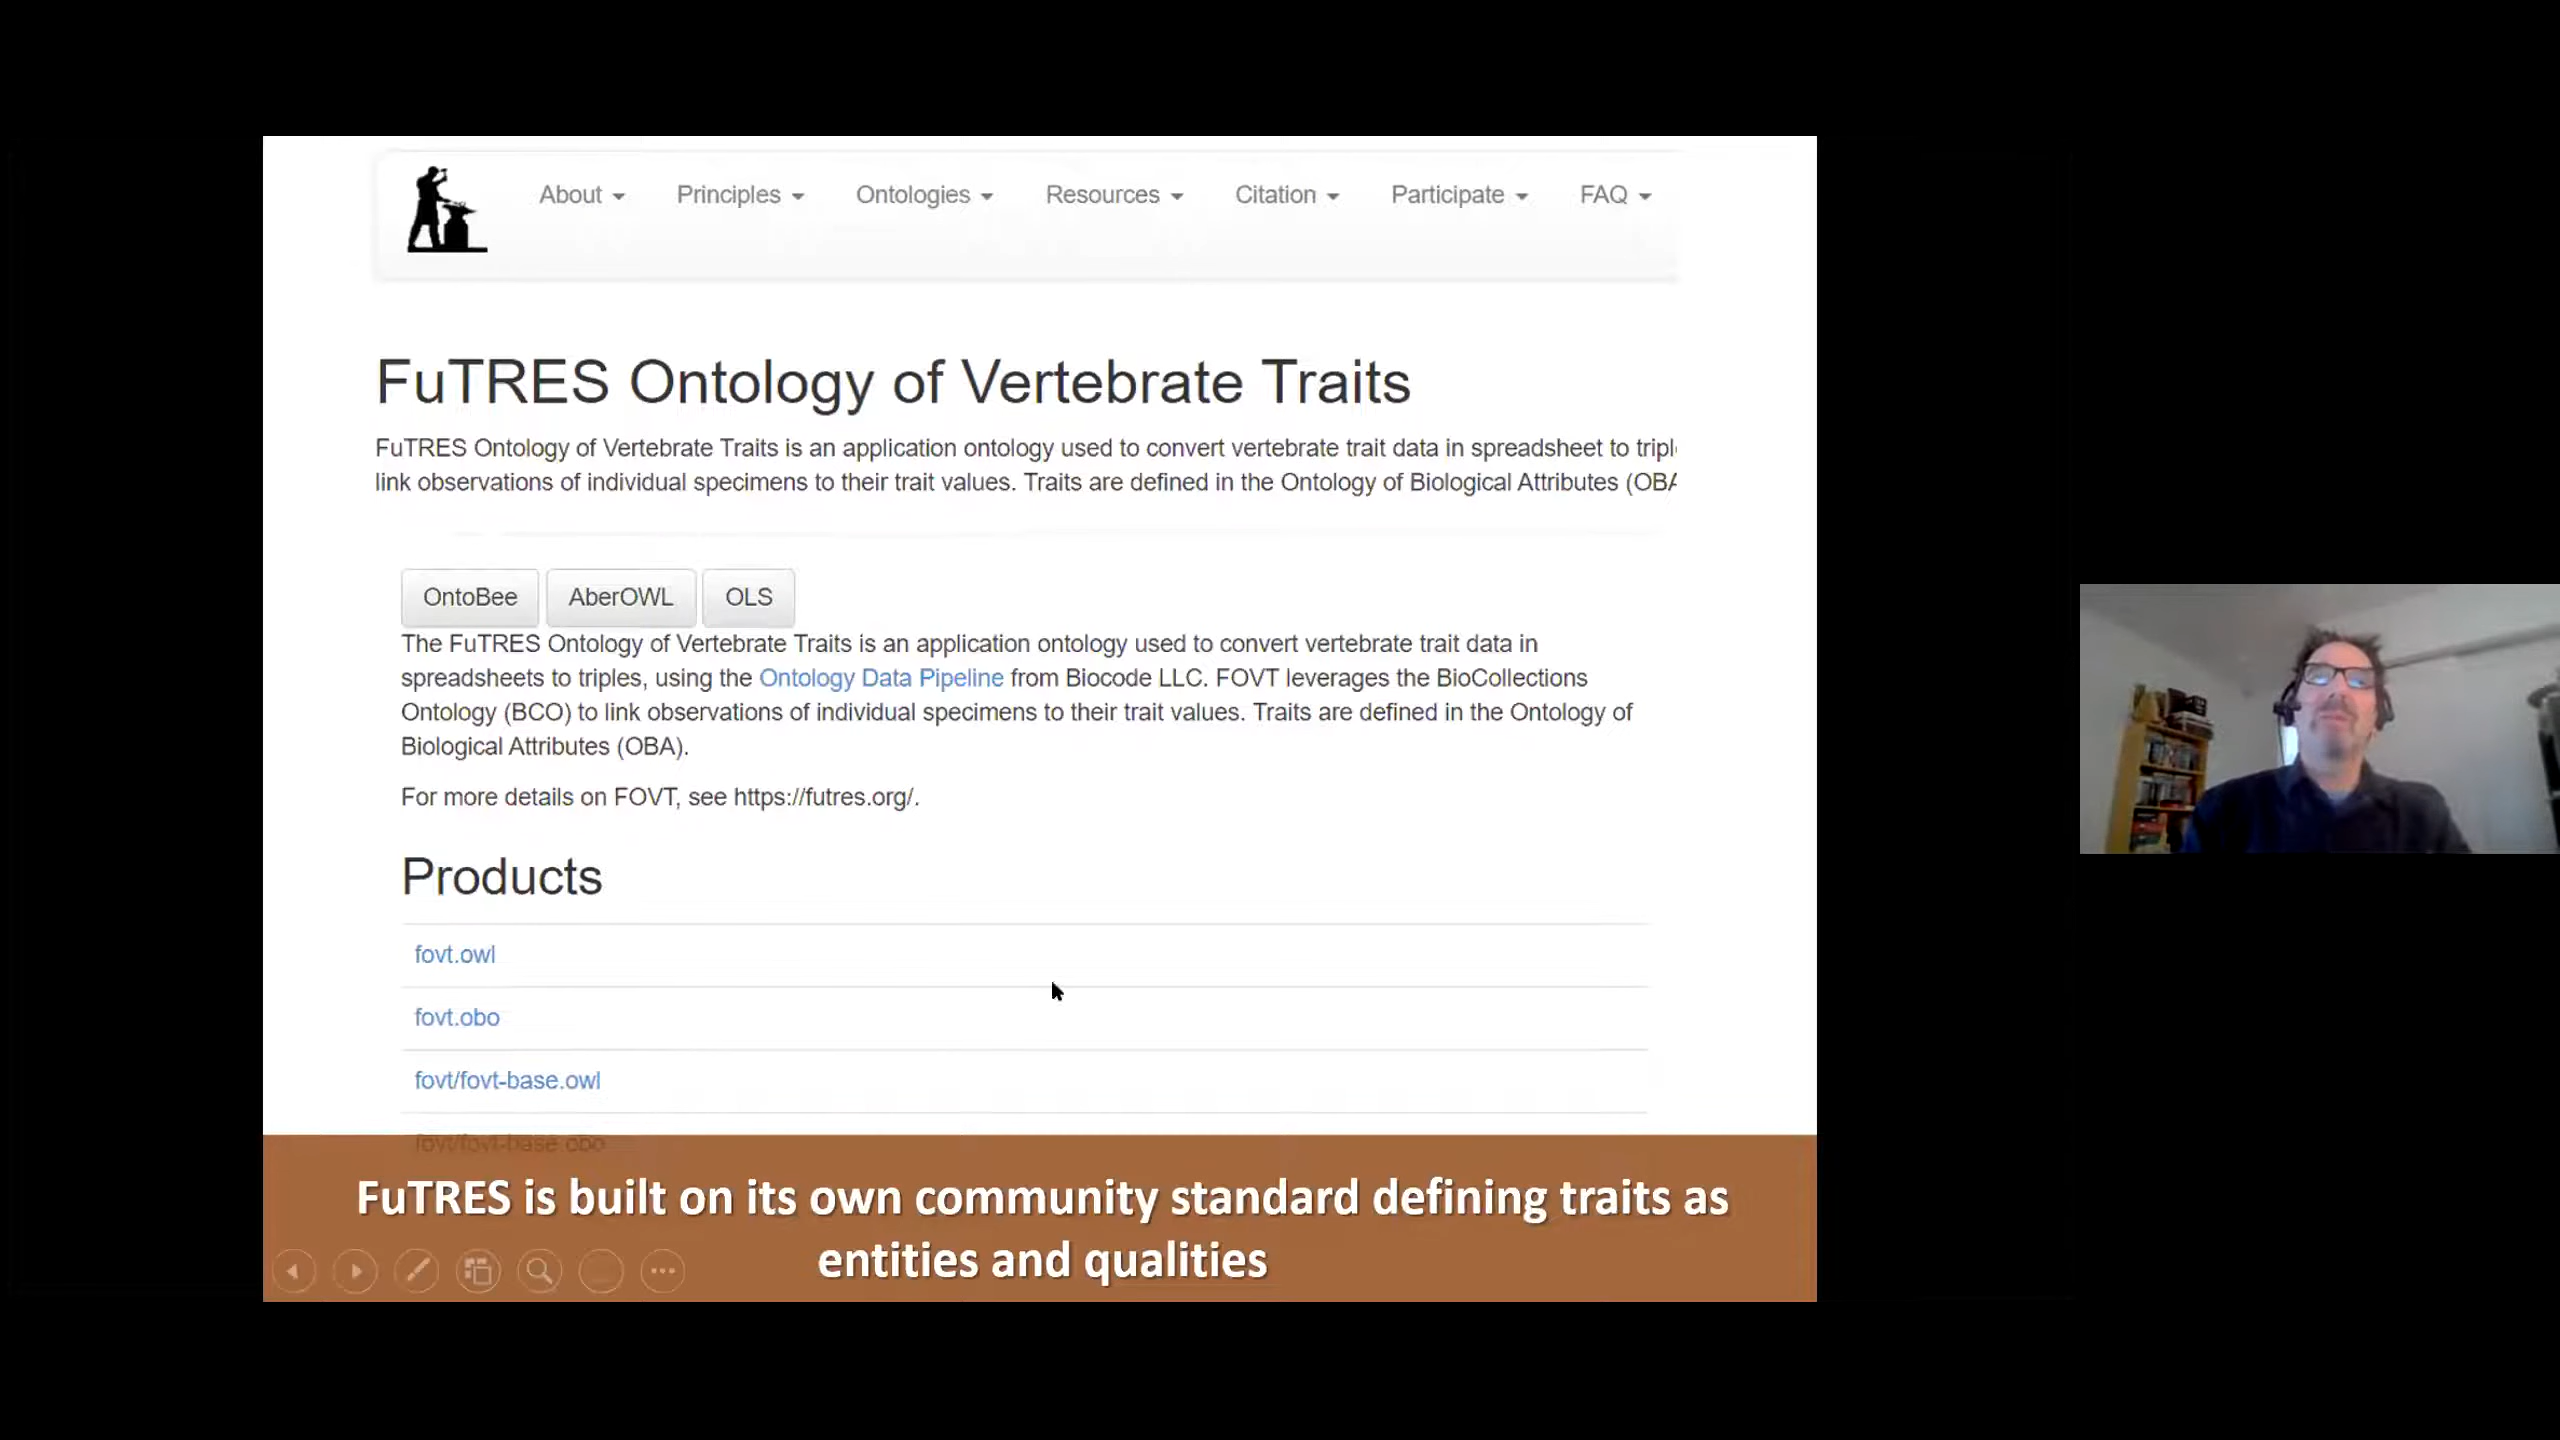 About
Principles
Ontologies
Resources
Citation
Participate
FAQ
FuTRES Ontology of Vertebrate Traits
FuTRES Ontology of Vertebrate Traits is an application ontology used to convert vertebrate trait data in spreadsheet to tripl
link observations of individual specimens to their trait values. Traits are defined in the Ontology of Biological Attributes (OBA
OntoBee AberOWL OLS
The FuTRES Ontology of Vertebrate Traits is an application ontology used to convert vertebrate trait data in
spreadsheets to triples, using the Ontology Data Pipeline from Biocode LLC. FOVT leverages the BioCollections
Ontology (BCO) to link observations of individual specimens to their trait values. Traits are defined in the Ontology of
Biological Attributes (OBA).
For more details on FOVT, see https://futres.org/.
Products
fovt.owl
fovt.obo
fovt/fovt-base.owl
fovt/fovt-base.obo
FuTRES is built on its own community standard defining traits as
entities and qualities